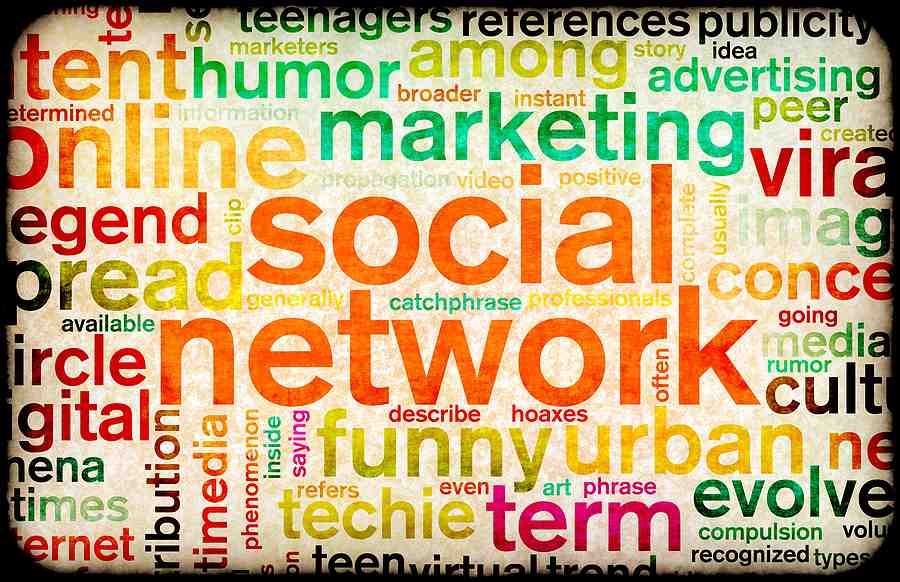 teenagers references publicity
marketers among story idea
tent humor advertising
broader instant peer
etermined information marketing created
online vira
propagation video positive
egend clip social complete usually imag
pread conce
generally catchphrase professionals
available network going
media
ircle rumor
often cultu
igital describe hoaxes
ribution timedia phenomenon inside saying funny urban ne
nena
times refers even art phrase evolve
techie term
ernet compulsion volu
recognized types
teen virtual trend